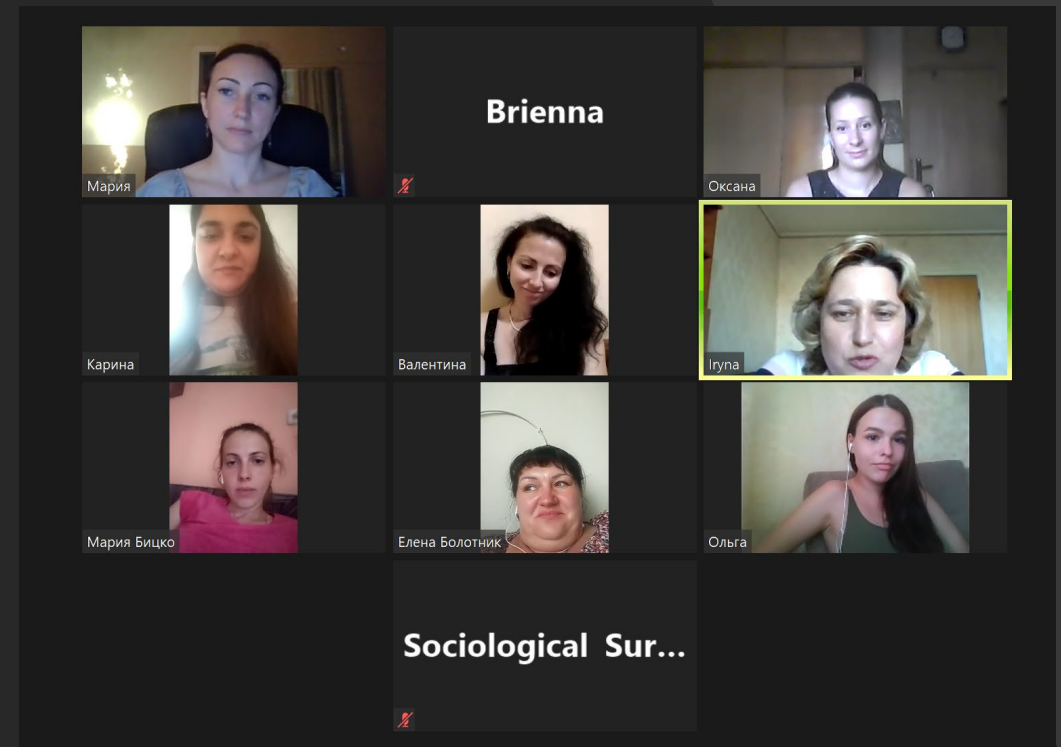 Мария
Brienna
Оксана
Карина
Валентина
Iryna
Мария Бицко
Елена Болотник
Ольга
Sociological Sur...